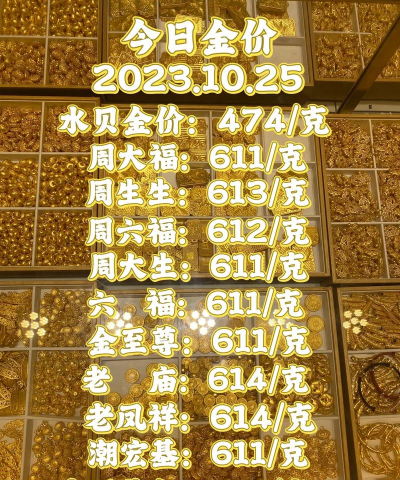 今日金价
2023.10.25
水贝金价：474/克
周大福：611/克
周生生：613/克
周六福：612/克
周大生：611/克
六　福：611/克
金至尊：611/克
老　庙：614/克
老凤祥：614/克
潮宏基：611/克